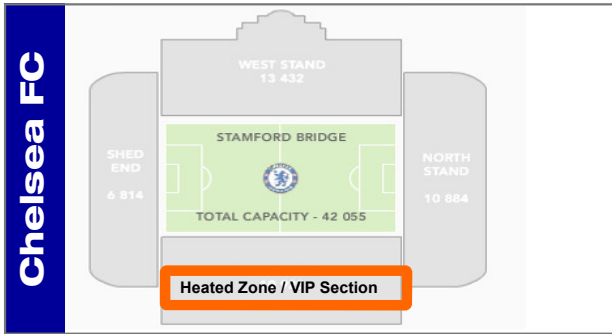 Chelsea FC
WEST STAND
13 432
STAMFORD BRIDGE
SHED
END
6 814
NORTH
STAND
10 884
TOTAL CAPACITY - 42 055
Heated Zone / VIP Section